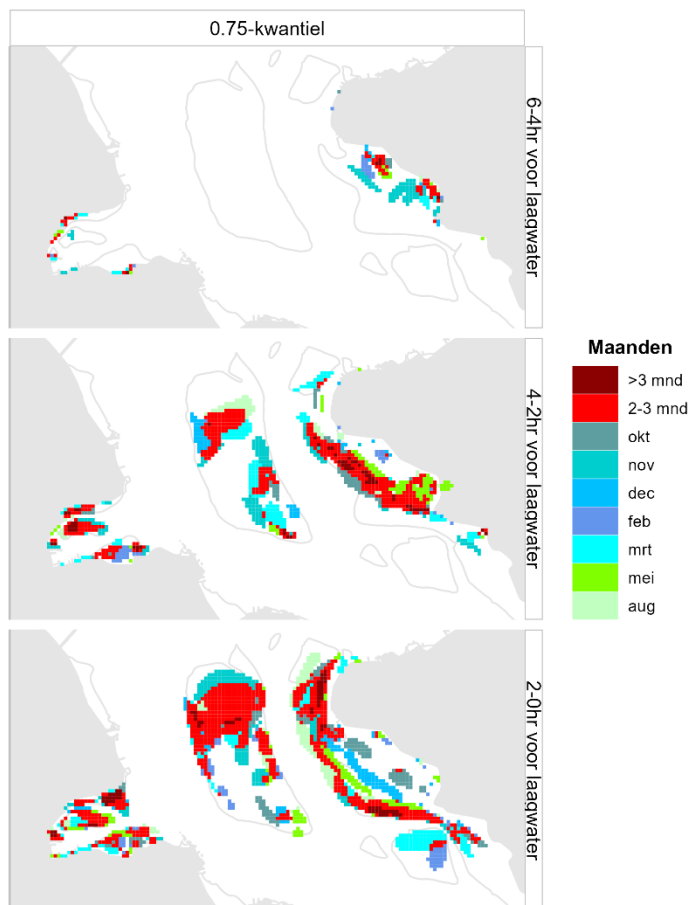 0.75-kwantiel
6-4hr voor laagwater
4-2hr voor laagwater
2-0hr voor laagwater
Maanden
>3 mnd
2-3 mnd
okt
nov
dec
feb
mrt
mei
aug